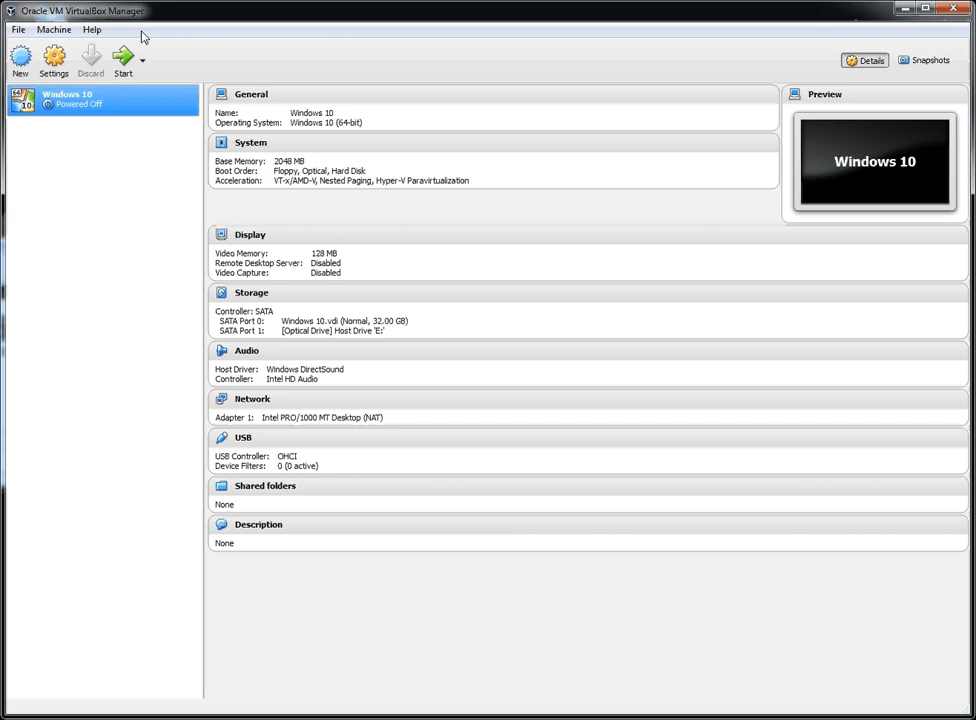 Oracle VM VirtualBox Manager
File Machine Help
New Settings Discard Start Details Snapshots
64 10
Windows 10
Powered Off
General
Name: Windows 10
Operating System: Windows 10 (64-bit)
System
Base Memory: 2048 MB
Boot Order: Floppy, Optical, Hard Disk
Acceleration: VT-x/AMD-V, Nested Paging, Hyper-V Paravirtualization
Preview
Windows 10
Display
Video Memory: 128 MB
Remote Desktop Server: Disabled
Video Capture: Disabled
Storage
Controller: SATA
SATA Port 0: Windows 10.vdi (Normal, 32.00 GB)
SATA Port 1: [Optical Drive] Host Drive 'E:'
Audio
Host Driver: Windows DirectSound
Controller: Intel HD Audio
Network
Adapter 1: Intel PRO/1000 MT Desktop (NAT)
USB
USB Controller: OHCI
Device Filters: 0 (0 active)
Shared folders
None
Description
None